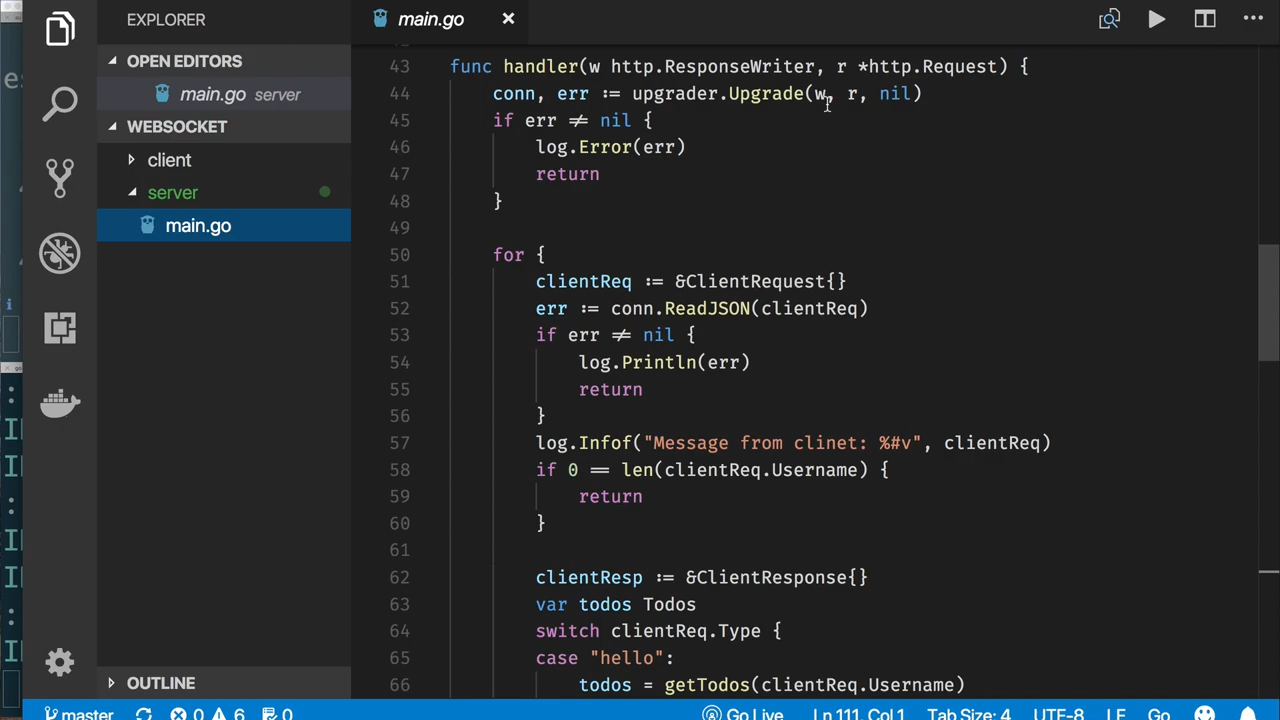 EXPLORER
OPEN EDITORS
main.go server
WEBSOCKET
client
server
main.go
OUTLINE
main.go
43 func handler(w http.ResponseWriter, r *http.Request) {
44 conn, err := upgrader.Upgrade(w, r, nil)
45 if err != nil {
46 log.Error(err)
47 return
48 }
49
50 for {
51 clientReq := &ClientRequest{}
52 err := conn.ReadJSON(clientReq)
53 if err != nil {
54 log.Println(err)
55 return
56 }
57 log.Infof("Message from clinet: %#v", clientReq)
58 if 0 == len(clientReq.Username) {
59 return
60 }
61
62 clientResp := &ClientResponse{}
63 var todos Todos
64 switch clientReq.Type {
65 case "hello":
66 todos = getTodos(clientReq.Username)
master 0 6 0 Go Live Ln 111, Col 1 Tab Size: 4 UTF-8 LF Go